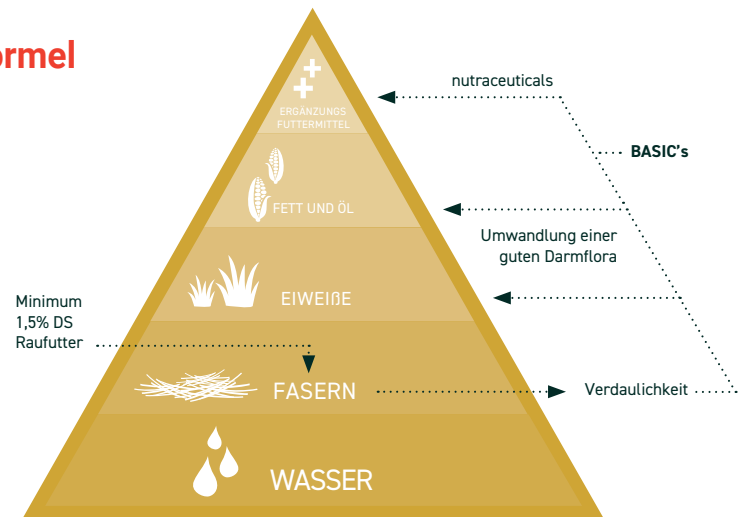 ormel
nutraceuticals
ERGÄNZUNGS
FUTTERMITTEL
BASIC's
FETT UND ÖL
Umwandlung einer
guten Darmflora
EIWEIßE
Minimum
1,5% DS
Raufutter
FASERN
Verdaulichkeit
WASSER